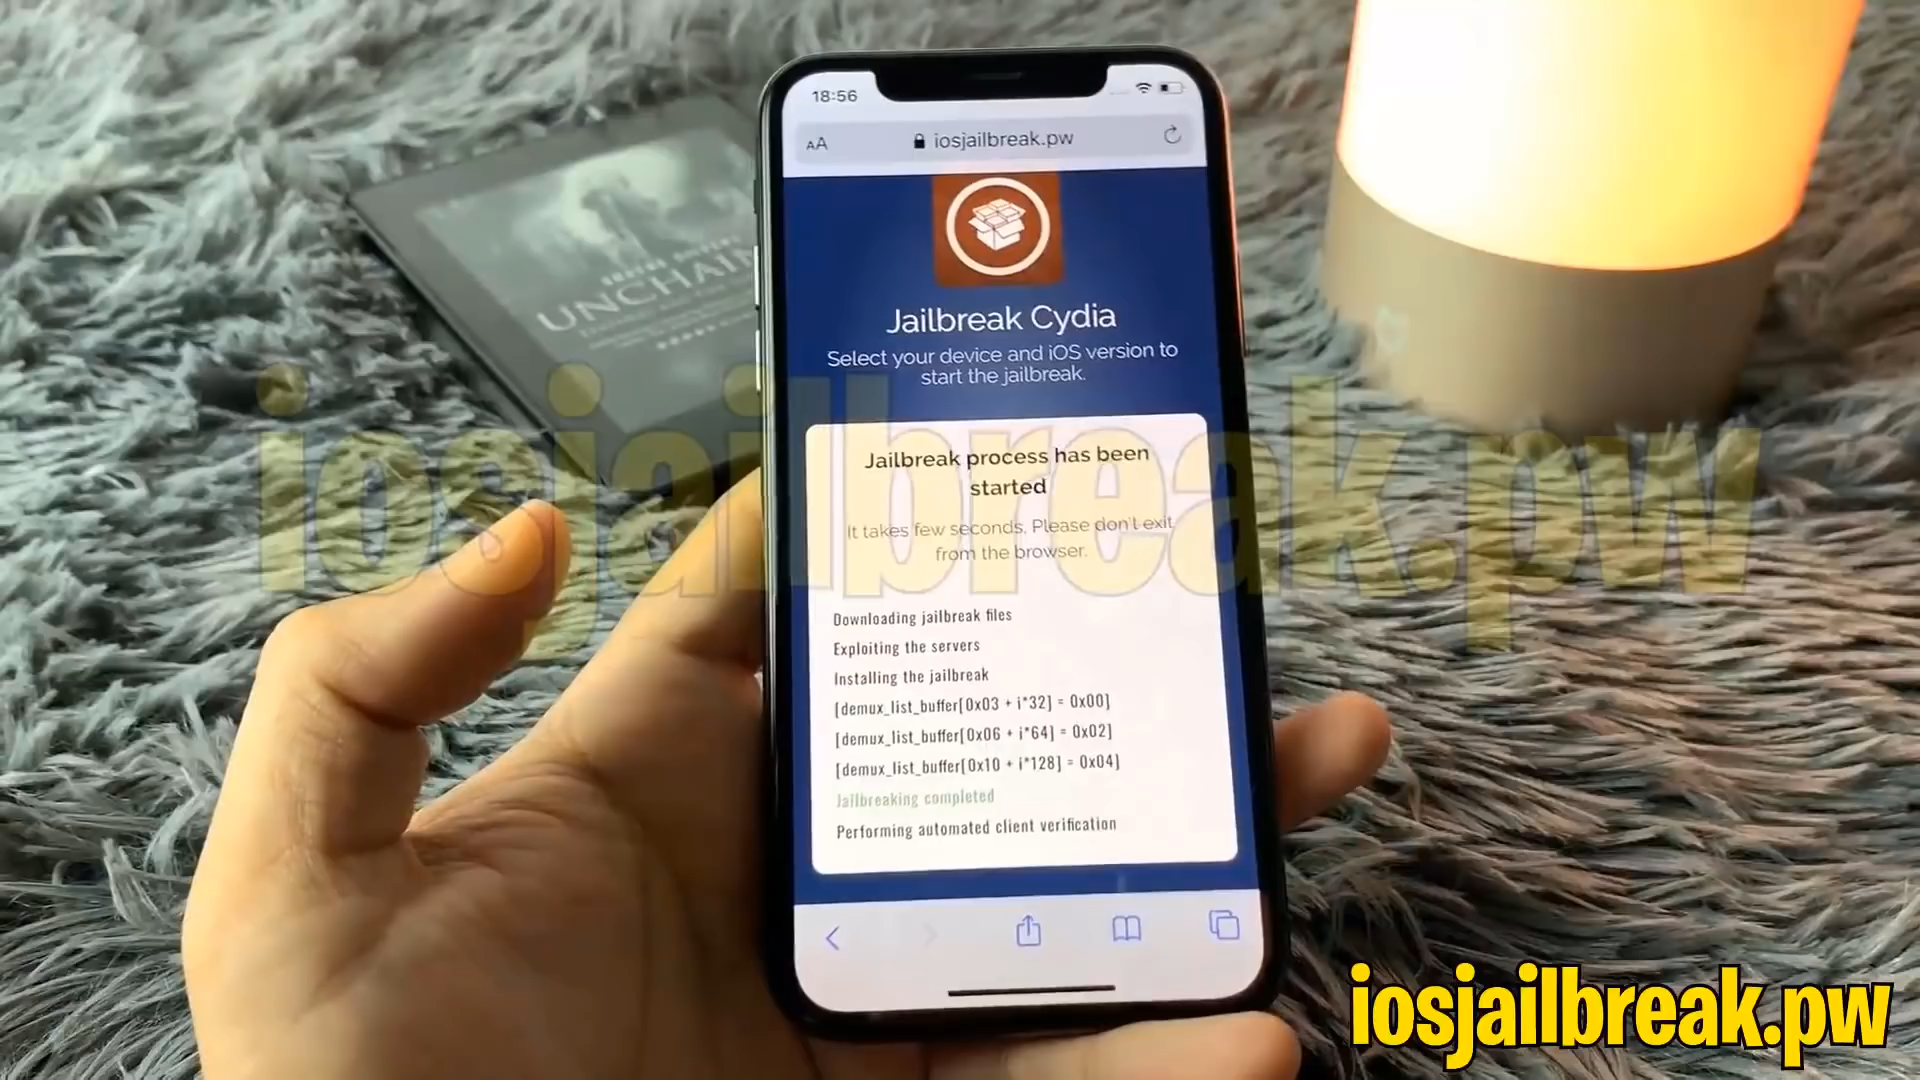 18:56
AA
iosjailbreak.pw
UNCHAIN
Jailbreak Cydia
Select your device and iOS version to
start the jailbreak.
iosjailbreak.pw
Jailbreak process has been
started
It takes few seconds, Please don't exit
from the browser.
Downloading jailbreak files
Exploiting the servers
Installing the jailbreak
[demux_list_buffer[0x03 + i*32] = 0x00]
[demux_list_buffer[0x06 + i*64] = 0x02]
[demux_list_buffer[0x10 + i*128] = 0x04]
Jailbreaking completed
Performing automated client verification
iosjailbreak.pw